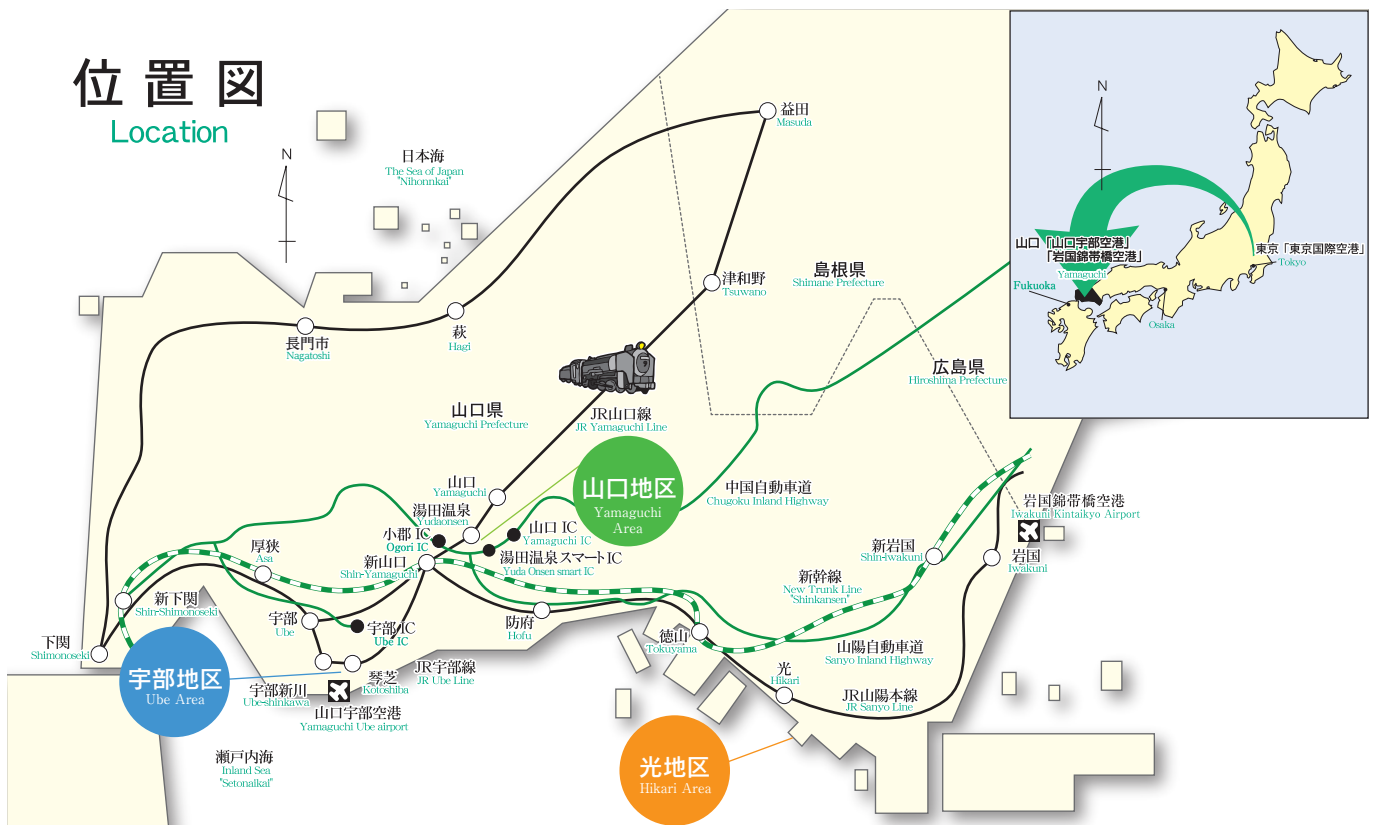 位置図
Location
N
日本海
The Sea of Japan
"Nihonnkai"
益田
Masuda
津和野
Tsuwano
島根県
Shimane Prefecture
長門市
Nagatoshi
萩
Hagi
広島県
Hiroshima Prefecture
N
山口「山口宇部空港」
「岩国錦帯橋空港」
Yamaguchi
Fukuoka
Osaka
東京「東京国際空港」
Tokyo
山口県
Yamaguchi Prefecture
JR山口線
JR Yamaguchi Line
山口地区
Yamaguchi
Area
中国自動車道
Chugoku Inland Highway
山口
Yamaguchi
湯田温泉
Yudaonsen
小郡 IC
Ogori IC
山口 IC
Yamaguchi IC
湯田温泉スマートIC
Yuda Onsen smart IC
新山口
Shin-Yamaguchi
岩国錦帯橋空港
Iwakuni Kintaikyo Airport
岩国
Iwakuni
新岩国
Shin-iwakuni
新幹線
New Trunk Line
"Shinkansen"
厚狭
Asa
新下関
Shin-Shimonoseki
下関
Shimonoseki
宇部
Ube
宇部 IC
Ube IC
防府
Hofu
徳山
Tokuyama
山陽自動車道
Sanyo Inland Highway
光
Hikari
JR山陽本線
JR Sanyo Line
宇部地区
Ube Area
宇部新川
Ube-shinkawa
琴芝
Kotoshiba
JR宇部線
JR Ube Line
山口宇部空港
Yamaguchi Ube airport
瀬戸内海
Inland Sea
"Setonaikai"
光地区
Hikari Area